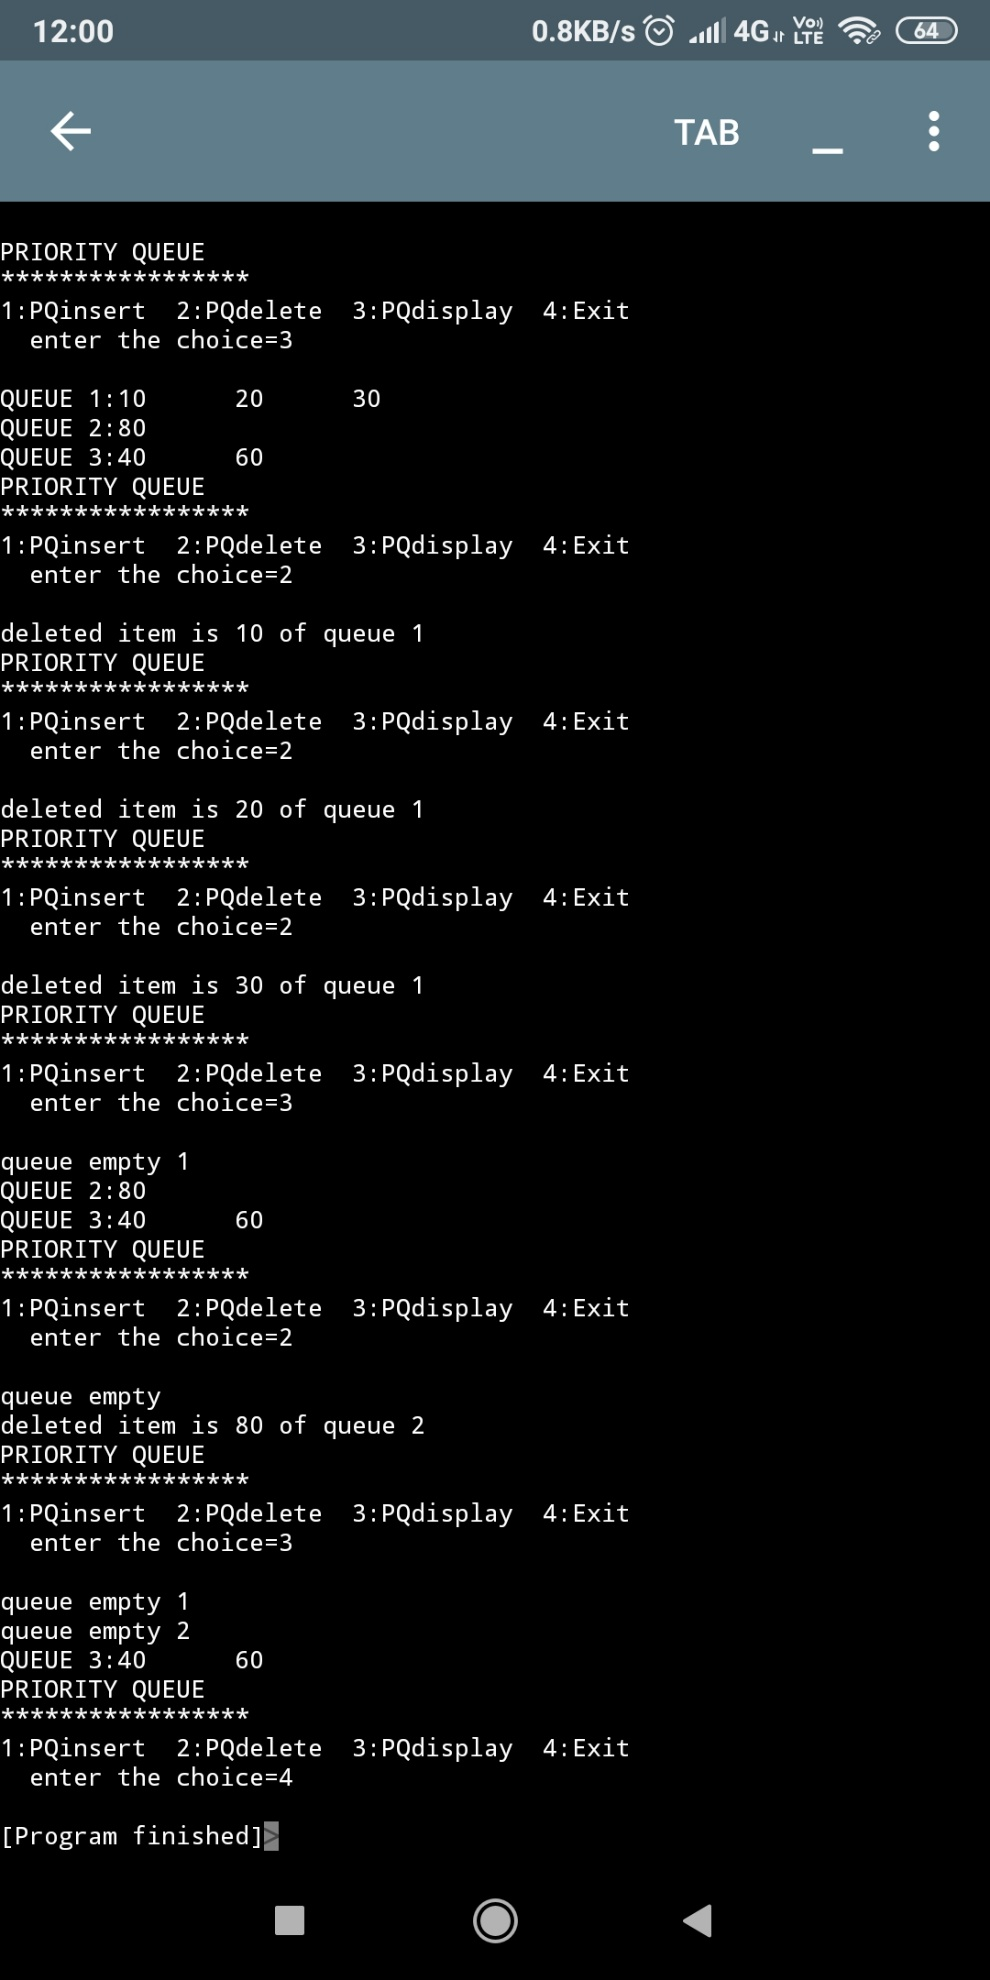 12:00 0.8KB/s 4G Vo) LTE 64
TAB
PRIORITY QUEUE
*****************
1:PQinsert  2:PQdelete  3:PQdisplay  4:Exit
  enter the choice=3
QUEUE 1:10      20      30
QUEUE 2:80
QUEUE 3:40      60
PRIORITY QUEUE
*****************
1:PQinsert  2:PQdelete  3:PQdisplay  4:Exit
  enter the choice=2
deleted item is 10 of queue 1
PRIORITY QUEUE
*****************
1:PQinsert  2:PQdelete  3:PQdisplay  4:Exit
  enter the choice=2
deleted item is 20 of queue 1
PRIORITY QUEUE
*****************
1:PQinsert  2:PQdelete  3:PQdisplay  4:Exit
  enter the choice=2
deleted item is 30 of queue 1
PRIORITY QUEUE
*****************
1:PQinsert  2:PQdelete  3:PQdisplay  4:Exit
  enter the choice=3
queue empty 1
QUEUE 2:80
QUEUE 3:40      60
PRIORITY QUEUE
*****************
1:PQinsert  2:PQdelete  3:PQdisplay  4:Exit
  enter the choice=2
queue empty
deleted item is 80 of queue 2
PRIORITY QUEUE
*****************
1:PQinsert  2:PQdelete  3:PQdisplay  4:Exit
  enter the choice=3
queue empty 1
queue empty 2
QUEUE 3:40      60
PRIORITY QUEUE
*****************
1:PQinsert  2:PQdelete  3:PQdisplay  4:Exit
  enter the choice=4
[Program finished]>